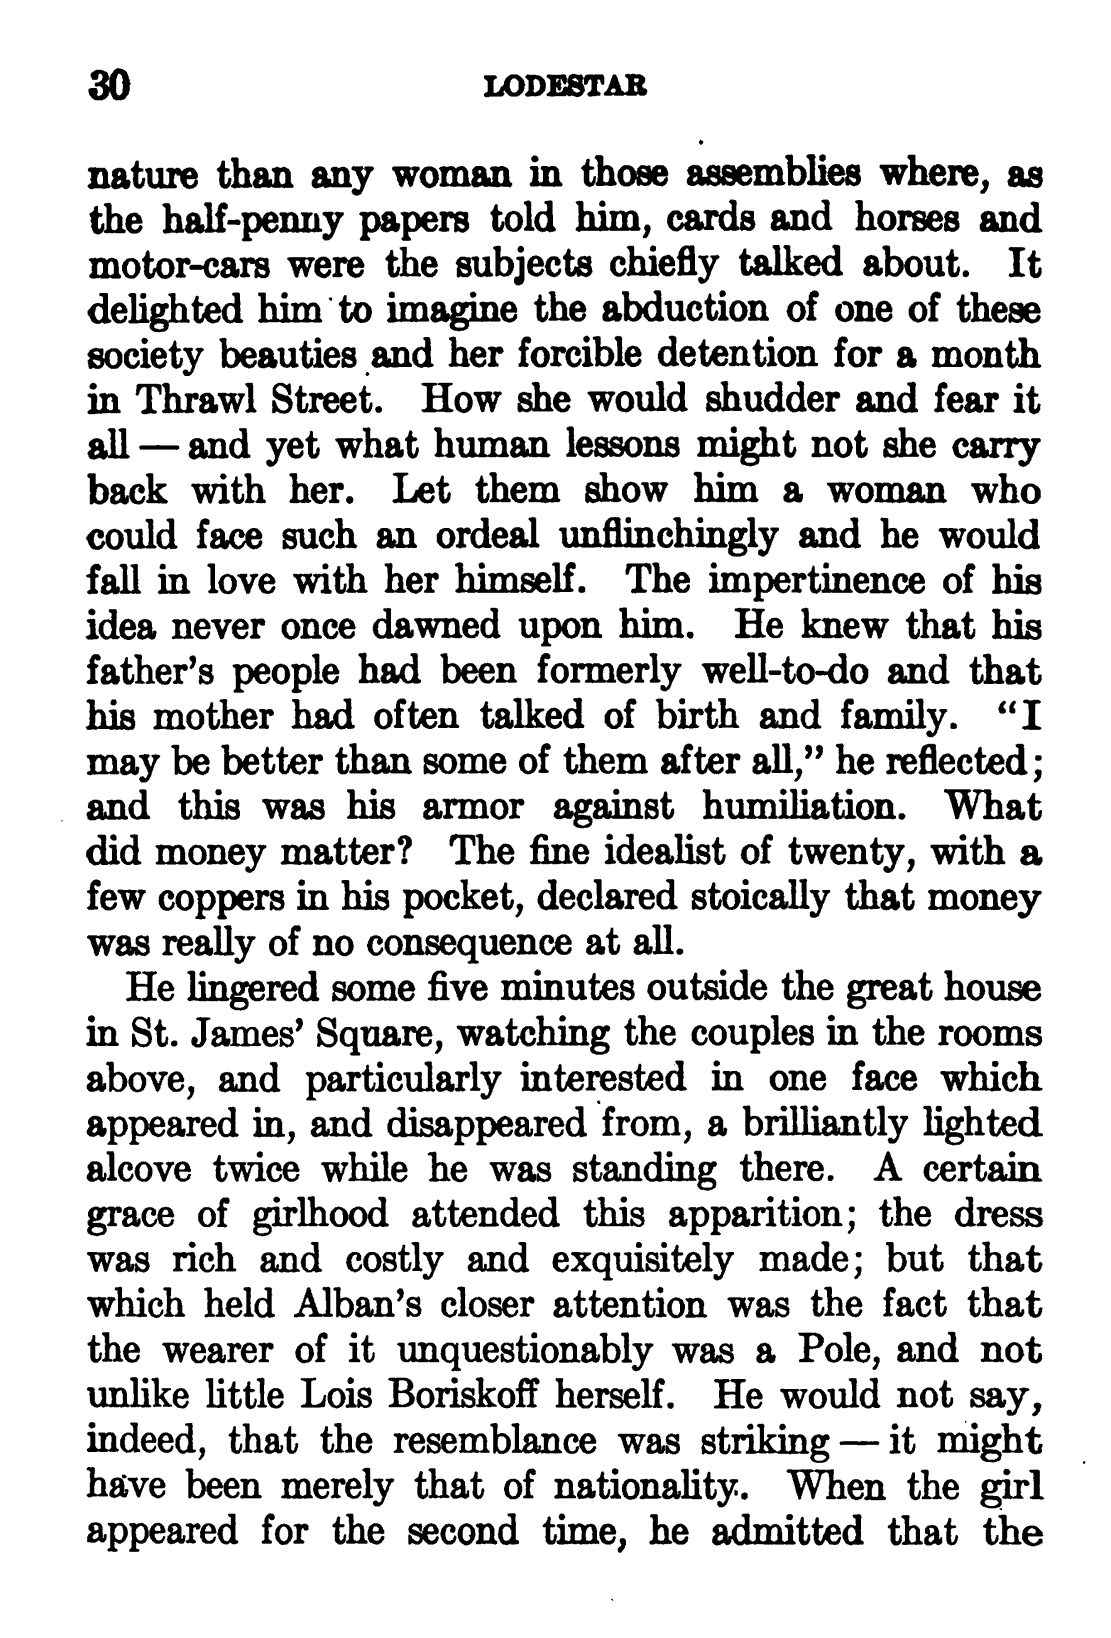 30 LODESTAR
nature than any woman in those assemblies where, as
the half-penny papers told him, cards and horses and
motor-cars were the subjects chiefly talked about. It
delighted him to imagine the abduction of one of these
society beauties and her forcible detention for a month
in Thrawl Street. How she would shudder and fear it
all — and yet what human lessons might not she carry
back with her. Let them show him a woman who
could face such an ordeal unflinchingly and he would
fall in love with her himself. The impertinence of his
idea never once dawned upon him. He knew that his
father's people had been formerly well-to-do and that
his mother had often talked of birth and family. "I
may be better than some of them after all," he reflected;
and this was his armor against humiliation. What
did money matter? The fine idealist of twenty, with a
few coppers in his pocket, declared stoically that money
was really of no consequence at all.
He lingered some five minutes outside the great house
in St. James' Square, watching the couples in the rooms
above, and particularly interested in one face which
appeared in, and disappeared from, a brilliantly lighted
alcove twice while he was standing there. A certain
grace of girlhood attended this apparition; the dress
was rich and costly and exquisitely made; but that
which held Alban's closer attention was the fact that
the wearer of it unquestionably was a Pole, and not
unlike little Lois Boriskoff herself. He would not say,
indeed, that the resemblance was striking — it might
have been merely that of nationality. When the girl
appeared for the second time, he admitted that the